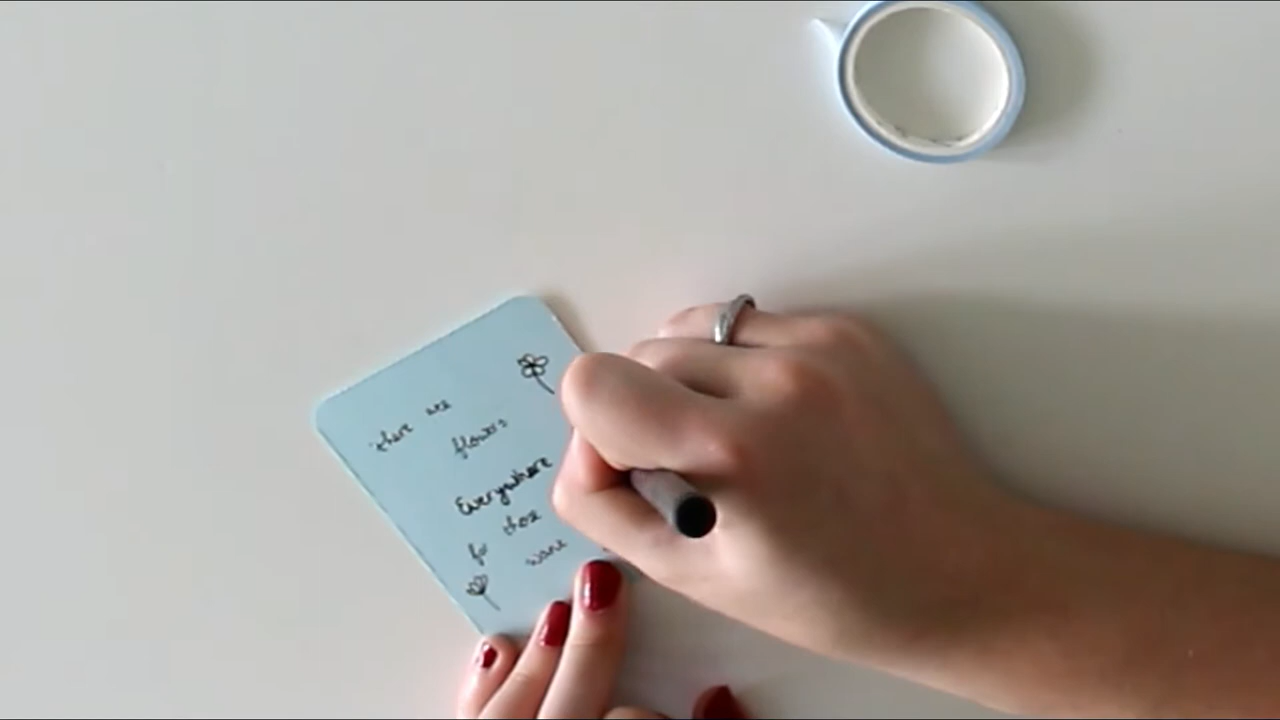 there are
flowers
Everywhere
for those
want